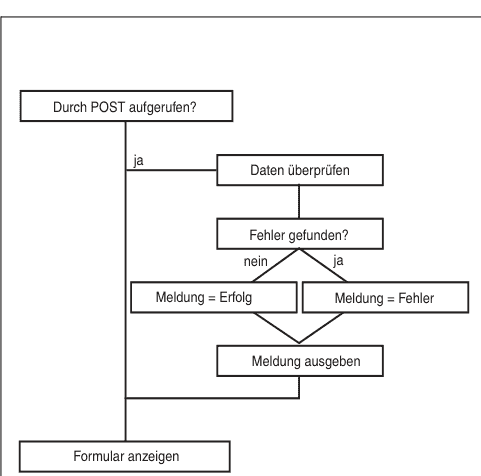 Durch POST aufgerufen?
ja
Daten überprüfen
Fehler gefunden?
nein
ja
Meldung = Erfolg
Meldung = Fehler
Meldung ausgeben
Formular anzeigen